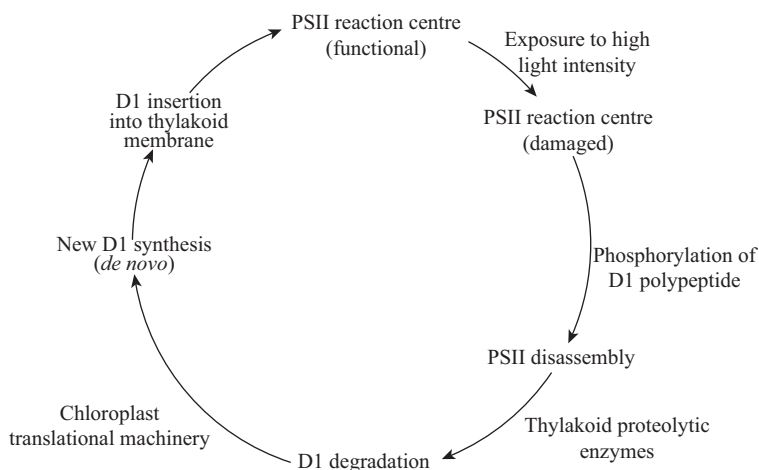 PSII reaction centre
(functional)
Exposure to high
light intensity
PSII reaction centre
(damaged)
Phosphorylation of
D1 polypeptide
PSII disassembly
Thylakoid proteolytic
enzymes
D1 degradation
Chloroplast
translational machinery
New D1 synthesis
(de novo)
D1 insertion
into thylakoid
membrane